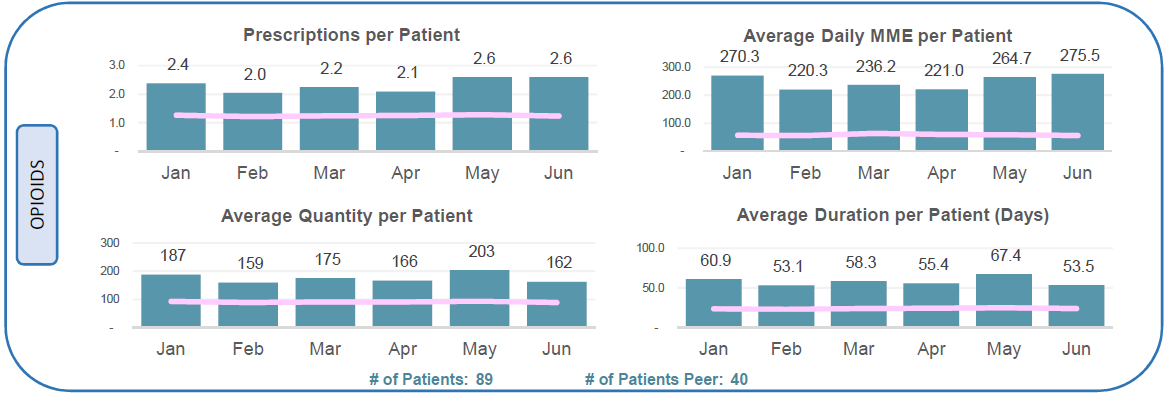 OPIOIDS
Prescriptions per Patient
3.0
2.0
1.0
-
2.4 2.0 2.2 2.1 2.6 2.6
Jan Feb Mar Apr May Jun
Average Daily MME per Patient
300.0
200.0
100.0
-
270.3 220.3 236.2 221.0 264.7 275.5
Jan Feb Mar Apr May Jun
Average Quantity per Patient
300
200
100
-
187 159 175 166 203 162
Jan Feb Mar Apr May Jun
Average Duration per Patient (Days)
100.0
50.0
-
60.9 53.1 58.3 55.4 67.4 53.5
Jan Feb Mar Apr May Jun
# of Patients: 89
# of Patients Peer: 40